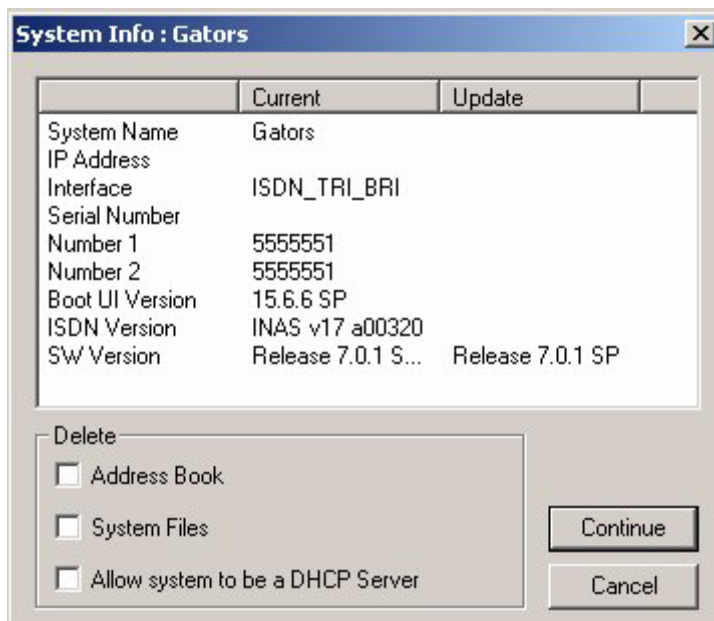 System Info : Gators
Current Update
System Name Gators
IP Address
Interface ISDN_TRI_BRI
Serial Number
Number 1 5555551
Number 2 5555551
Boot UI Version 15.6.6 SP
ISDN Version INAS v17 a00320
SW Version Release 7.0.1 S... Release 7.0.1 SP
Delete
Address Book
System Files
Allow system to be a DHCP Server
Continue
Cancel